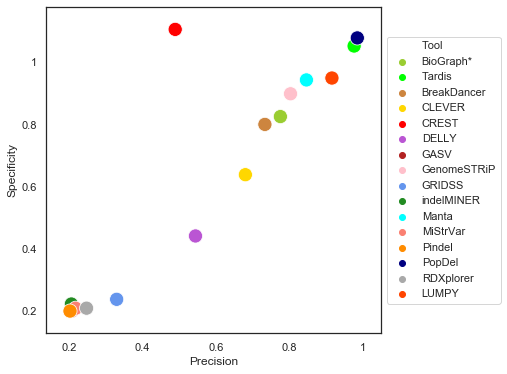 Specificity
1
0.8
0.6
0.4
0.2
0.2 0.4 0.6 0.8 1
Precision
Tool
BioGraph*
Tardis
BreakDancer
CLEVER
CREST
DELLY
GASV
GenomeSTRiP
GRIDSS
indelMINER
Manta
MiStrVar
Pindel
PopDel
RDXplorer
LUMPY